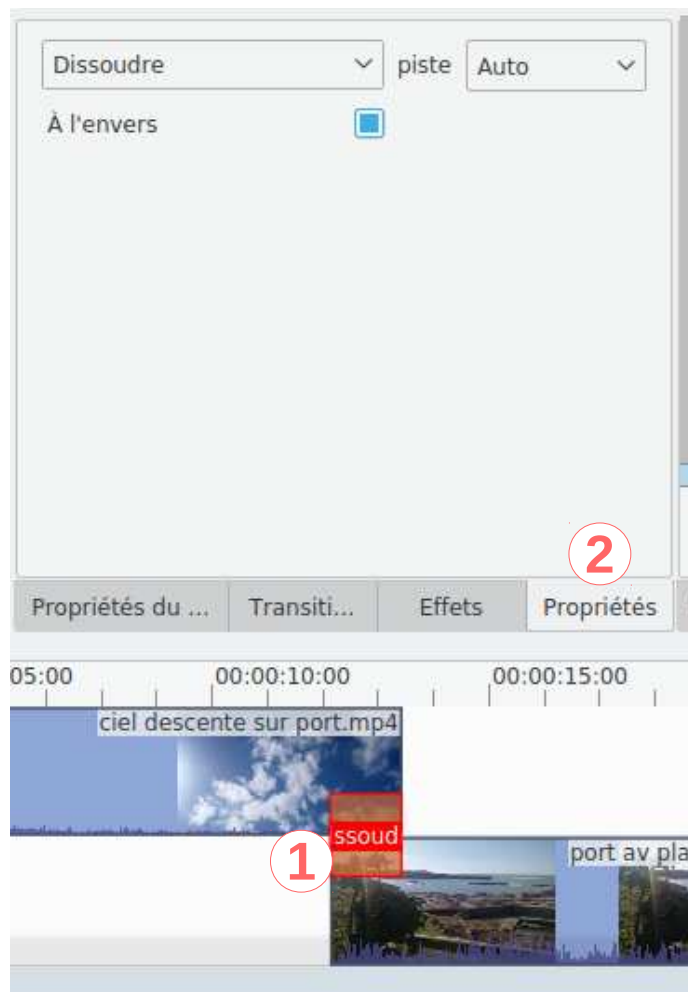 Dissoudre piste Auto
À l'envers
2
Propriétés du ... Transiti... Effets Propriétés
05:00 00:00:10:00 00:00:15:00
ciel descente sur port.mp4
ssoud
1
port av pla